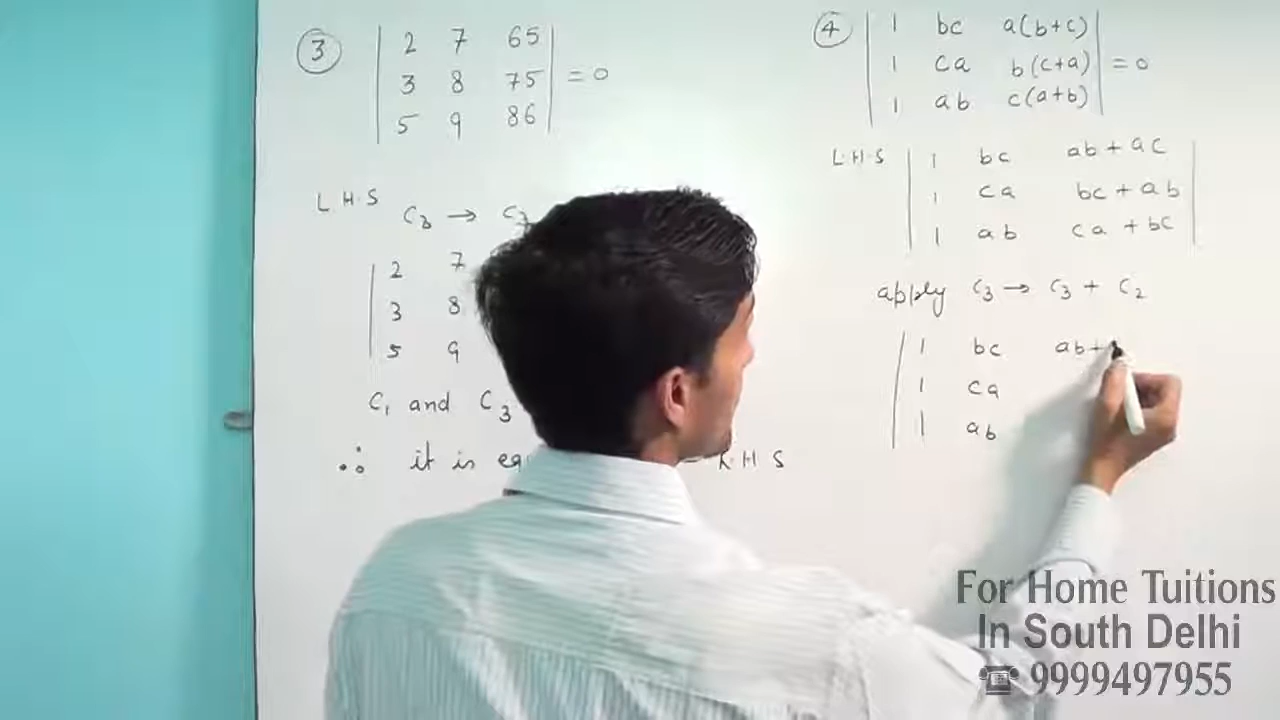 3
2 7 65
3 8 75 = 0
5 9 86
L.H.S C3 → C3
2 7
3 8
5 9
C1 and C3
∴ it is eq R.H.S
4
1 bc a(b+c)
1 ca b(c+a) = 0
1 ab c(a+b)
L.H.S 1 bc ab + ac
1 ca bc + ab
1 ab ca + bc
apply C3 → C3 + C2
1 bc ab+
1 ca
1 ab
For Home Tuitions
In South Delhi
☎ 9999497955